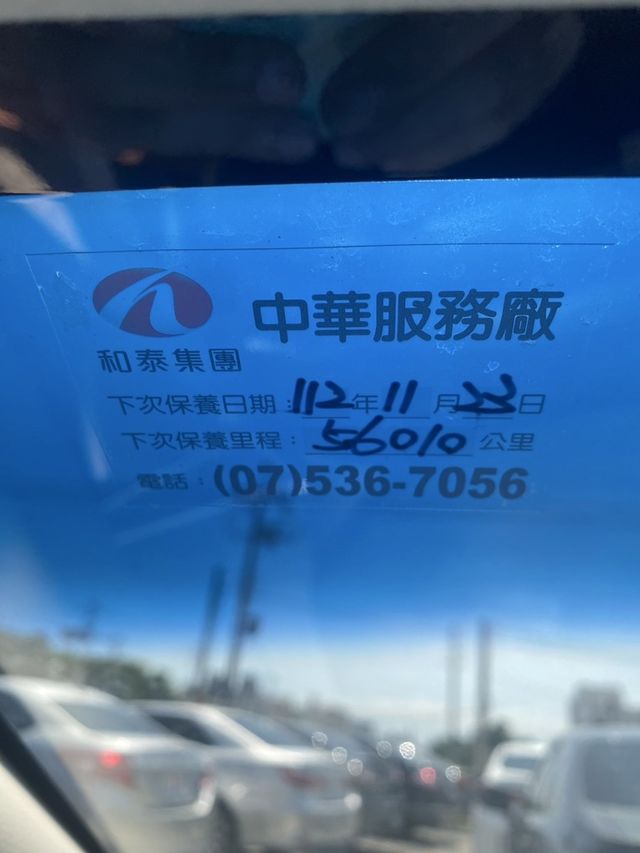 中華服務廠
和泰集團
下次保養日期：112年11月23日
下次保養里程：56010公里
電話：(07)536-7056